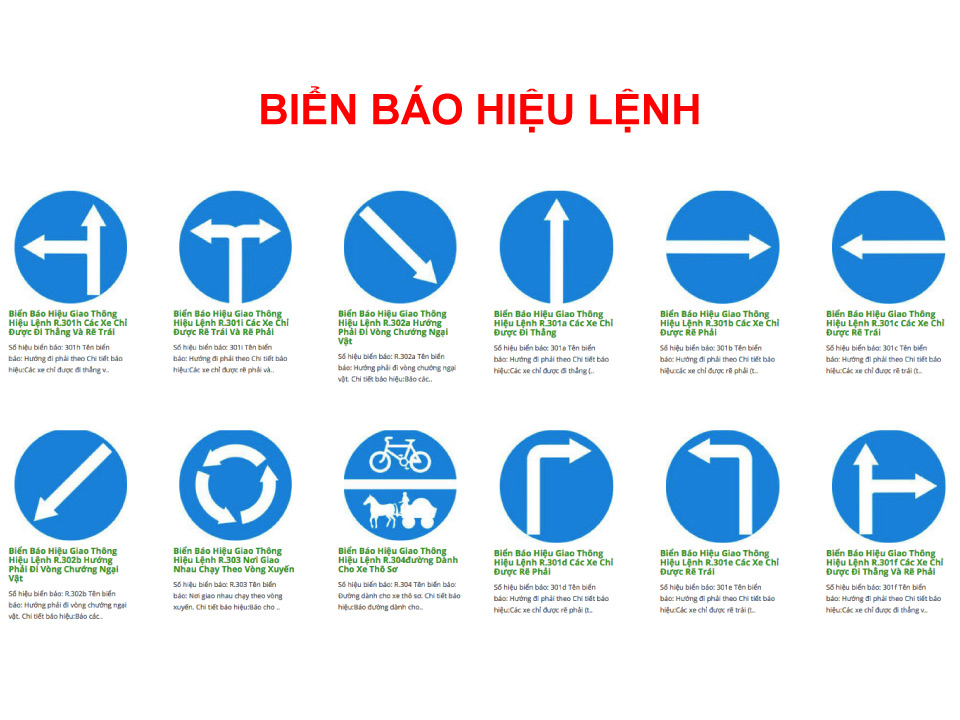 BIỂN BÁO HIỆU LỆNH
Biển Báo Hiệu Giao Thông
Hiệu Lệnh R.301h Các Xe Chỉ
Được Đi Thẳng Và Rẽ Trái
Số hiệu biển báo: 301h Tên biển
báo: Hướng đi phải theo Chi tiết báo
hiệu:Các xe chỉ được đi thẳng v..
Biển Báo Hiệu Giao Thông
Hiệu Lệnh R.301i Các Xe Chỉ
Được Rẽ Trái Và Rẽ Phải
Số hiệu biển báo: 301i Tên biển
báo: Hướng đi phải theo Chi tiết báo
hiệu:Các xe chỉ được rẽ phải và..
Biển Báo Hiệu Giao Thông
Hiệu Lệnh R.302a Hướng
Phải Đi Vòng Chướng Ngại
Vật
Số hiệu biển báo: R.302a Tên biển
báo: Hướng phải đi vòng chướng ngại
vật. Chi tiết báo hiệu:Báo các..
Biển Báo Hiệu Giao Thông
Hiệu Lệnh R.301a Các Xe Chỉ
Được Đi Thẳng
Số hiệu biển báo: 301a Tên biển
báo: Hướng đi phải theo Chi tiết báo
hiệu:Các xe chỉ được đi thẳng (..
Biển Báo Hiệu Giao Thông
Hiệu Lệnh R.301b Các Xe Chỉ
Được Rẽ Phải
Số hiệu biển báo: 301b Tên biển
báo: Hướng đi phải theo Chi tiết báo
hiệu:các xe chỉ được rẽ phải (t..
Biển Báo Hiệu Giao Thông
Hiệu Lệnh R.301c Các Xe Chỉ
Được Rẽ Trái
Số hiệu biển báo: 301c Tên biển
báo: Hướng đi phải theo Chi tiết báo
hiệu:Các xe chỉ được rẽ trái (t..
Biển Báo Hiệu Giao Thông
Hiệu Lệnh R.302b Hướng
Phải Đi Vòng Chướng Ngại
Vật
Số hiệu biển báo: R.302b Tên biển
báo: Hướng phải đi vòng chướng ngại
vật. Chi tiết báo hiệu:Báo các..
Biển Báo Hiệu Giao Thông
Hiệu Lệnh R.303 Nơi Giao
Nhau Chạy Theo Vòng Xuyến
Số hiệu biển báo: R.303 Tên biển
báo: Nơi giao nhau chạy theo vòng
xuyến. Chi tiết báo hiệu:Báo cho ..
Biển Báo Hiệu Giao Thông
Hiệu Lệnh R.304đường Dành
Cho Xe Thô Sơ
Số hiệu biển báo: R.304 Tên biển báo:
Đường dành cho xe thô sơ. Chi tiết báo
hiệu:Báo đường dành cho..
Biển Báo Hiệu Giao Thông
Hiệu Lệnh R.301d Các Xe Chỉ
Được Rẽ Phải
Số hiệu biển báo: 301d Tên biển
báo: Hướng đi phải theo Chi tiết báo
hiệu:Các xe chỉ được rẽ phải (t..
Biển Báo Hiệu Giao Thông
Hiệu Lệnh R.301e Các Xe Chỉ
Được Rẽ Trái
Số hiệu biển báo: 301e Tên biển
báo: Hướng đi phải theo Chi tiết báo
hiệu:Các xe chỉ được rẽ trái (t..
Biển Báo Hiệu Giao Thông
Hiệu Lệnh R.301f Các Xe Chỉ
Được Đi Thẳng Và Rẽ Phải
Số hiệu biển báo: 301f Tên biển
báo: Hướng đi phải theo Chi tiết báo
hiệu:Các xe chỉ được đi thẳng v..